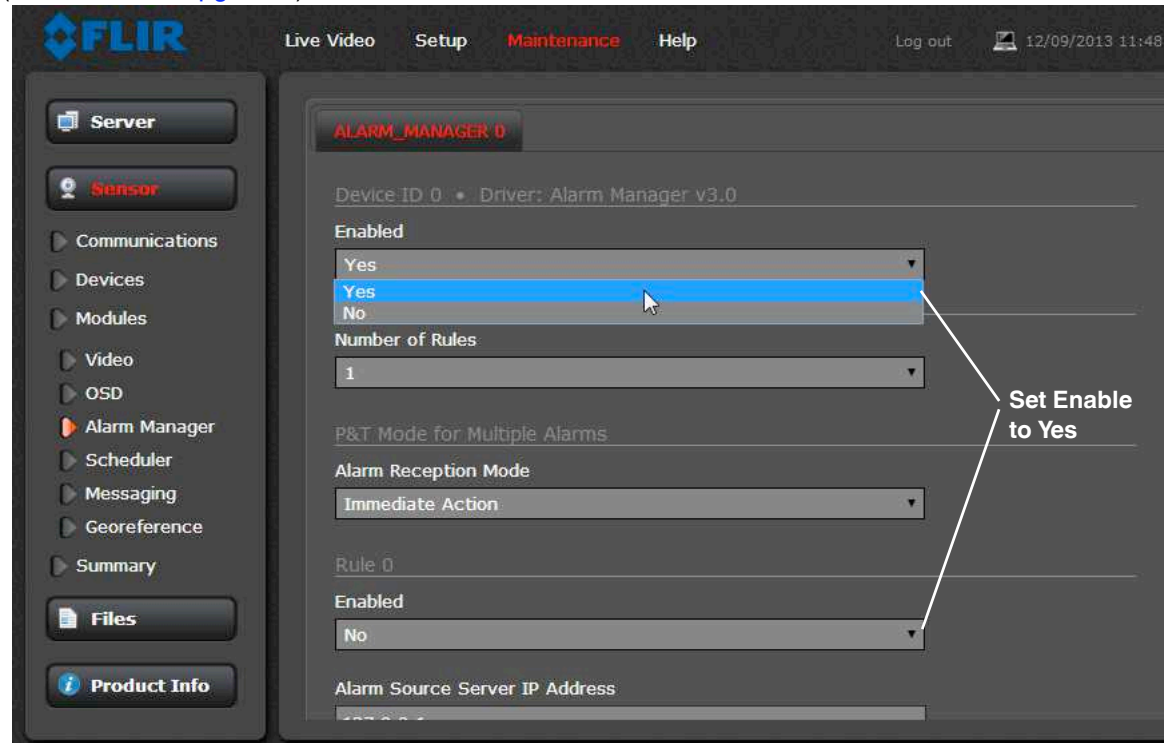 FLIR
Live Video Setup Maintenance Help Log out 12/09/2013 11:48
Server
Sensor
Communications
Devices
Modules
Video
OSD
Alarm Manager
Scheduler
Messaging
Georeference
Summary
Files
Product Info
ALARM_MANAGER 0
Device ID 0 • Driver: Alarm Manager v3.0
Enabled
Yes
Yes
No
Number of Rules
1
P&T Mode for Multiple Alarms
Alarm Reception Mode
Immediate Action
Rule 0
Enabled
No
Alarm Source Server IP Address
Set Enable
to Yes